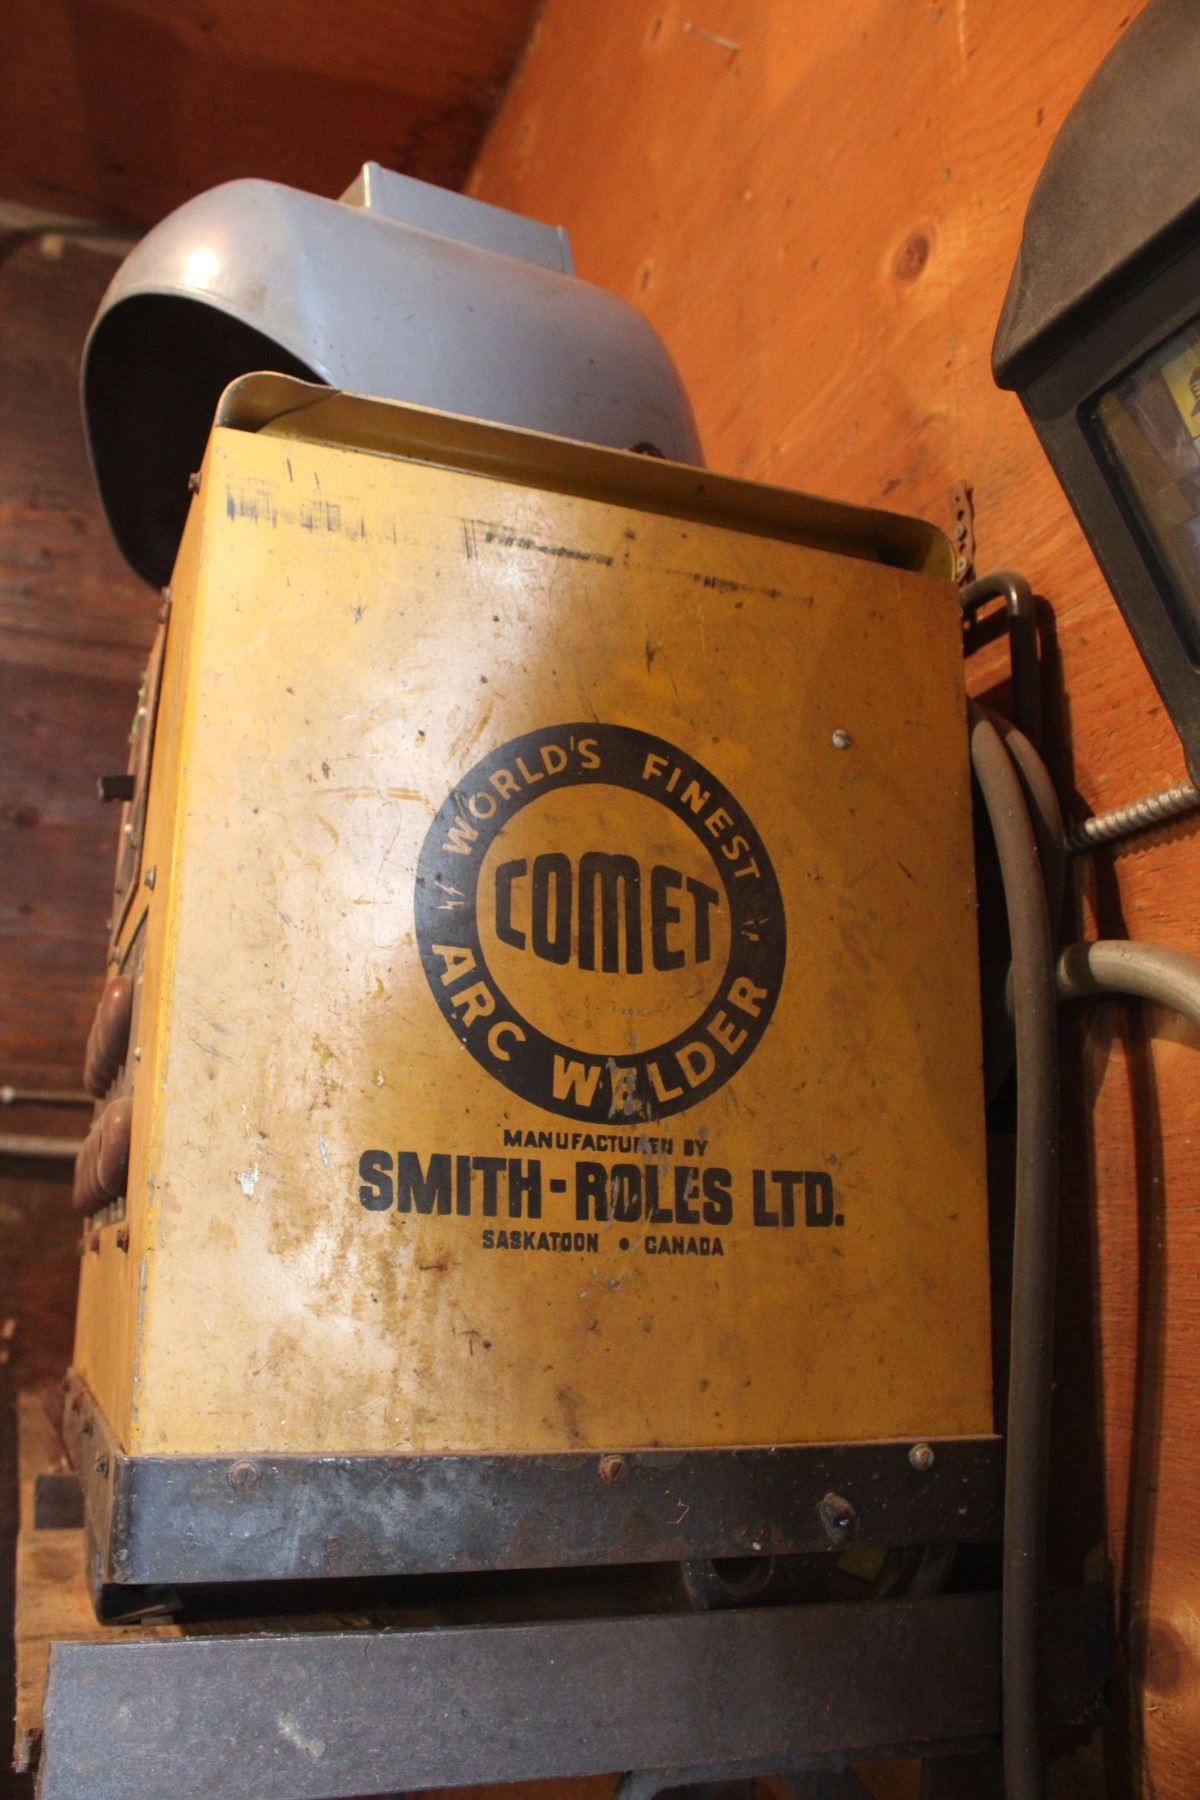 WORLD'S FINEST
COMET
ARC WELDER
MANUFACTURED BY
SMITH-ROLES LTD.
SASKATOON • CANADA